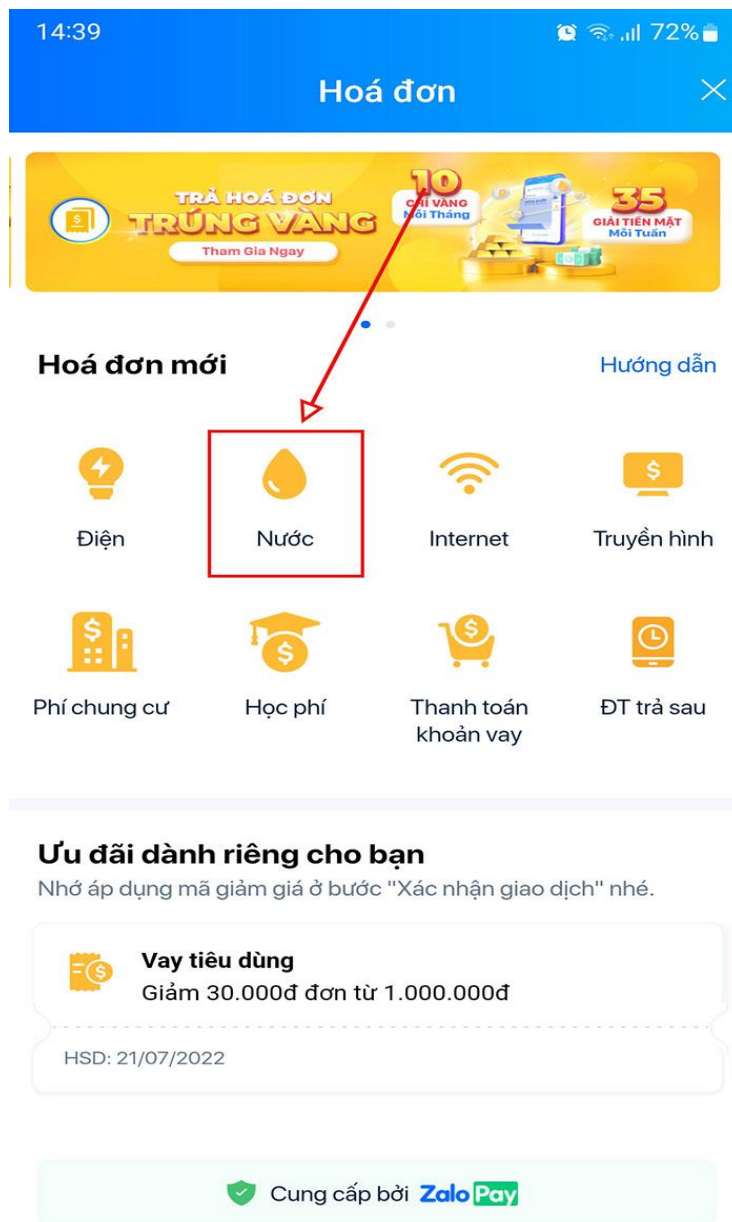 14:39
72%
Hoá đơn
TRẢ HOÁ ĐƠN
TRÚNG VÀNG
Tham Gia Ngay
10
CHỈ VÀNG
Mỗi Tháng
35
GIẢI TIỀN MẶT
Mỗi Tuần
Hoá đơn mới
Hướng dẫn
Điện
Nước
Internet
Truyền hình
Phí chung cư
Học phí
Thanh toán
khoản vay
ĐT trả sau
Ưu đãi dành riêng cho bạn
Nhớ áp dụng mã giảm giá ở bước "Xác nhận giao dịch" nhé.
Vay tiêu dùng
Giảm 30.000đ đơn từ 1.000.000đ
HSD: 21/07/2022
Cung cấp bởi ZaloPay